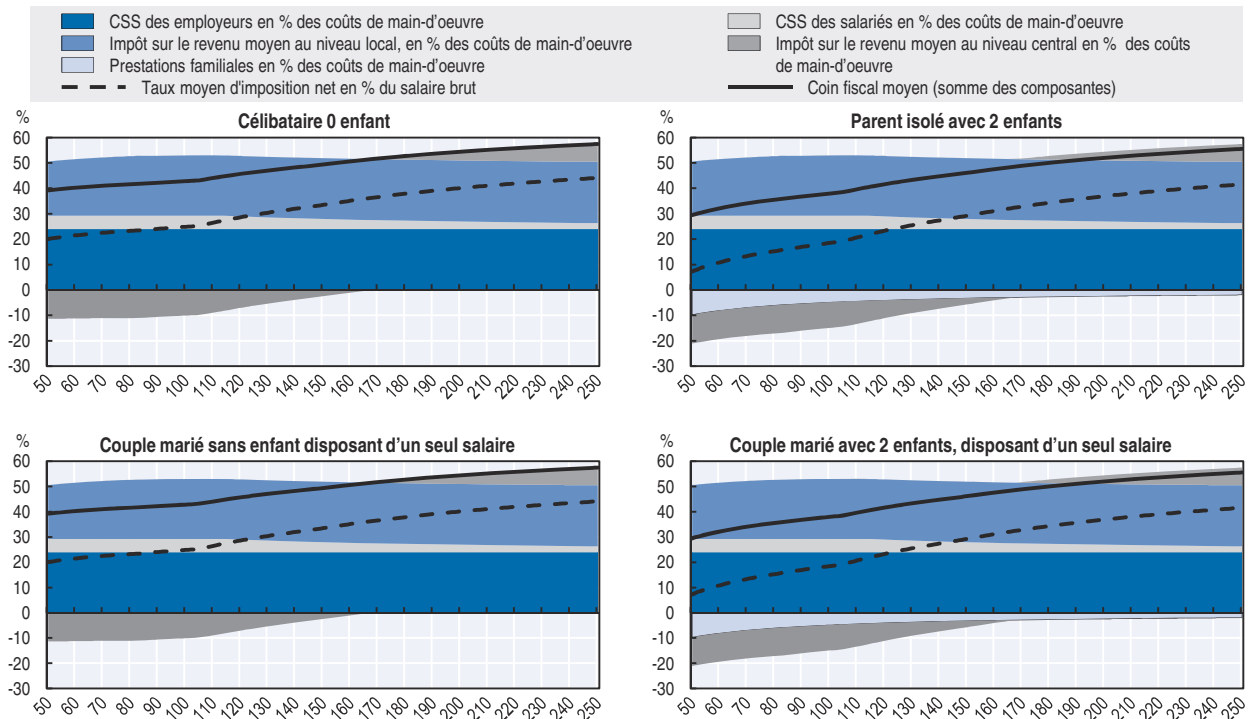 CSS des employeurs en % des coûts de main-d'oeuvre
CSS des salariés en % des coûts de main-d'oeuvre
Impôt sur le revenu moyen au niveau local, en % des coûts de main-d'oeuvre
Impôt sur le revenu moyen au niveau central en % des coûts
de main-d'oeuvre
Prestations familiales en % des coûts de main-d'oeuvre
Taux moyen d'imposition net en % du salaire brut
Coin fiscal moyen (somme des composantes)
%
Célibataire 0 enfant
60
50
40
30
20
10
0
-10
-20
-30
50 60 70 80 90 100 110 120 130 140 150 160 170 180 190 200 210 220 230 240 250
%
Parent isolé avec 2 enfants
60
50
40
30
20
10
0
-10
-20
-30
50 60 70 80 90 100 110 120 130 140 150 160 170 180 190 200 210 220 230 240 250
%
Couple marié sans enfant disposant d'un seul salaire
60
50
40
30
20
10
0
-10
-20
-30
50 60 70 80 90 100 110 120 130 140 150 160 170 180 190 200 210 220 230 240 250
%
Couple marié avec 2 enfants, disposant d'un seul salaire
60
50
40
30
20
10
0
-10
-20
-30
50 60 70 80 90 100 110 120 130 140 150 160 170 180 190 200 210 220 230 240 250